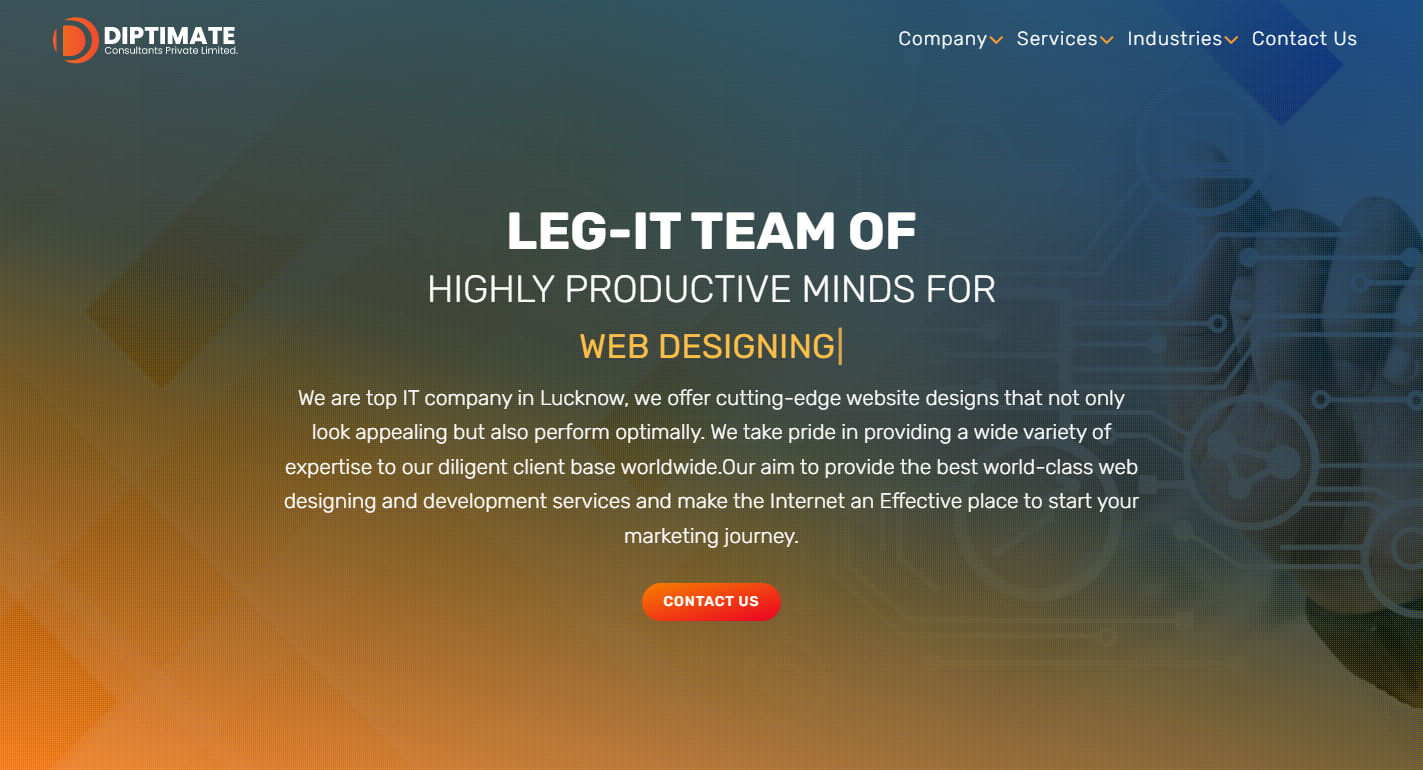 DIPTIMATE
Consultants Private Limited.
Company Services Industries Contact Us
LEG-IT TEAM OF
HIGHLY PRODUCTIVE MINDS FOR
WEB DESIGNING|
We are top IT company in Lucknow, we offer cutting-edge website designs that not only
look appealing but also perform optimally. We take pride in providing a wide variety of
expertise to our diligent client base worldwide.Our aim to provide the best world-class web
designing and development services and make the Internet an Effective place to start your
marketing journey.
CONTACT US